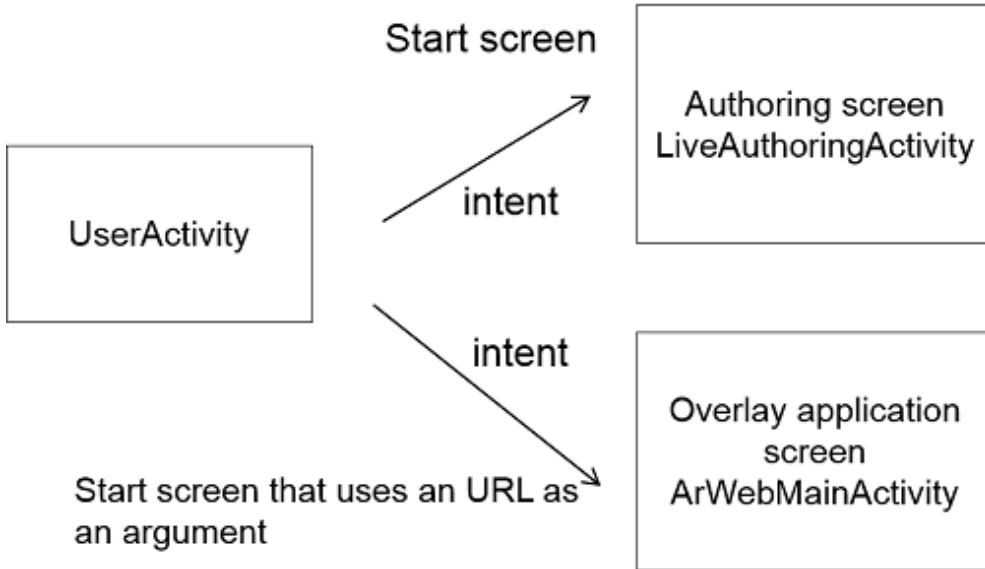 Start screen
Authoring screen
LiveAuthoringActivity
intent
UserActivity
intent
Overlay application
screen
ArWebMainActivity
Start screen that uses an URL as
an argument